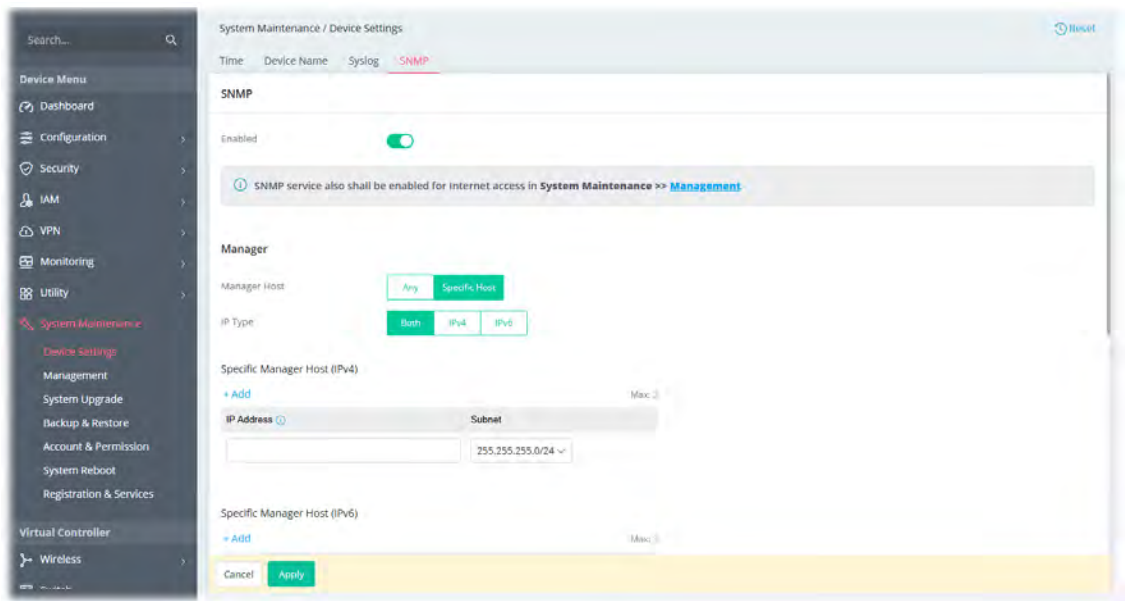 Search...
Device Menu
Dashboard
Configuration
Security
IAM
VPN
Monitoring
Utility
System Maintenance
Device Settings
Management
System Upgrade
Backup & Restore
Account & Permission
System Reboot
Registration & Services
Virtual Controller
Wireless
System Maintenance / Device Settings
Reset
Time Device Name Syslog SNMP
SNMP
Enabled
SNMP service also shall be enabled for Internet access in System Maintenance >> Management
Manager
Manager Host Any Specific Host
IP Type Both IPv4 IPv6
Specific Manager Host (IPv4)
+ Add Max:
IP Address Subnet
255.255.255.0/24
Specific Manager Host (IPv6)
+ Add Max:
Cancel Apply